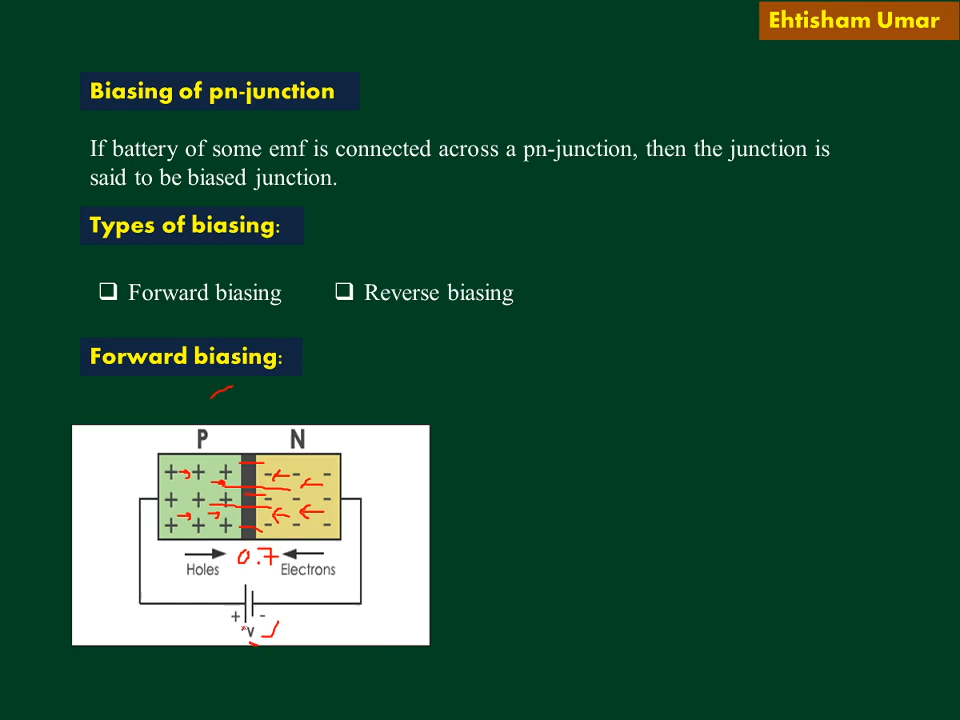 Ehtisham Umar
Biasing of pn-junction
If battery of some emf is connected across a pn-junction, then the junction is
said to be biased junction.
Types of biasing:
❑ Forward biasing ❑ Reverse biasing
Forward biasing:
P N
+ + + - - -
+ + + - - -
+ + + - - -
0.7
Holes Electrons
+ -
V